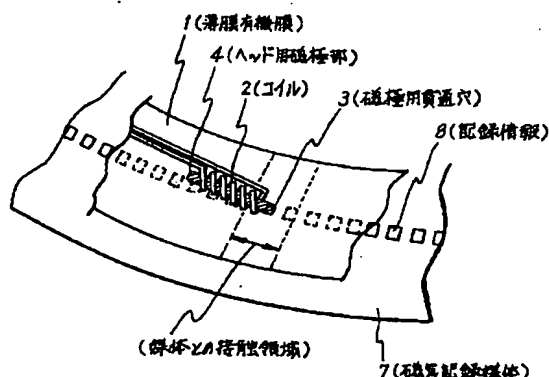 1(薄膜有機膜)
4(ヘッド用磁極部)
2(コイル)
3(磁極用貫通穴)
8(記録情報)
(媒体との接触領域)
7(磁気記録媒体)